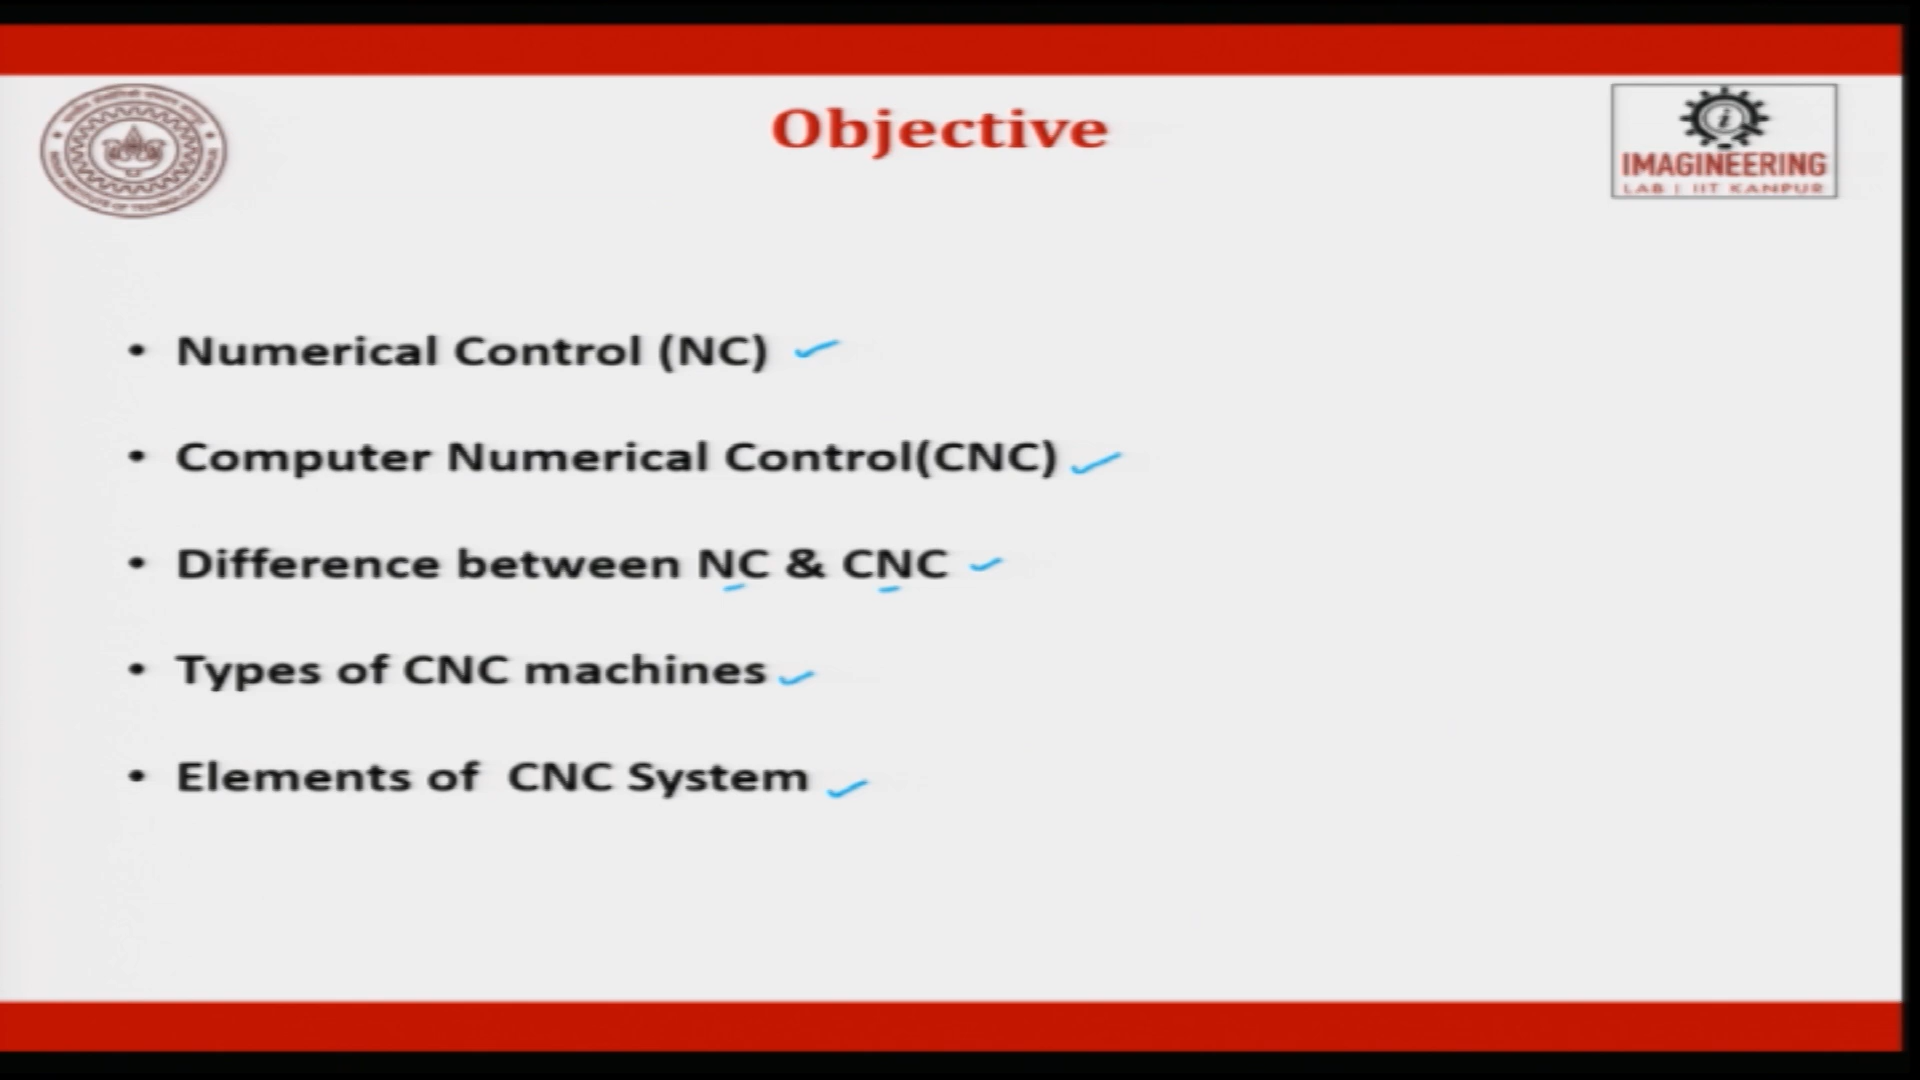 Objective
IMAGINEERING
LAB | IIT KANPUR
• Numerical Control (NC)
• Computer Numerical Control(CNC)
• Difference between NC & CNC
• Types of CNC machines
• Elements of CNC System